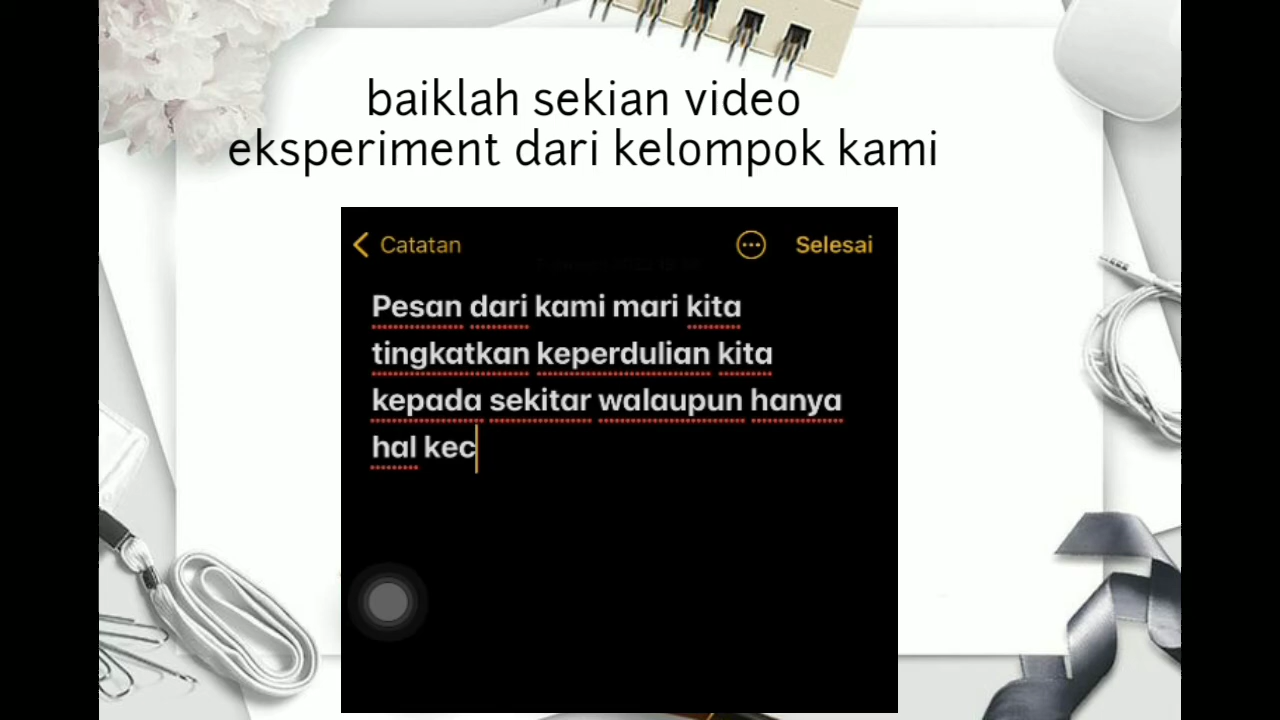 baiklah sekian video
eksperiment dari kelompok kami
Catatan
Selesai
Pesan dari kami mari kita
tingkatkan keperdulian kita
kepada sekitar walaupun hanya
hal kec